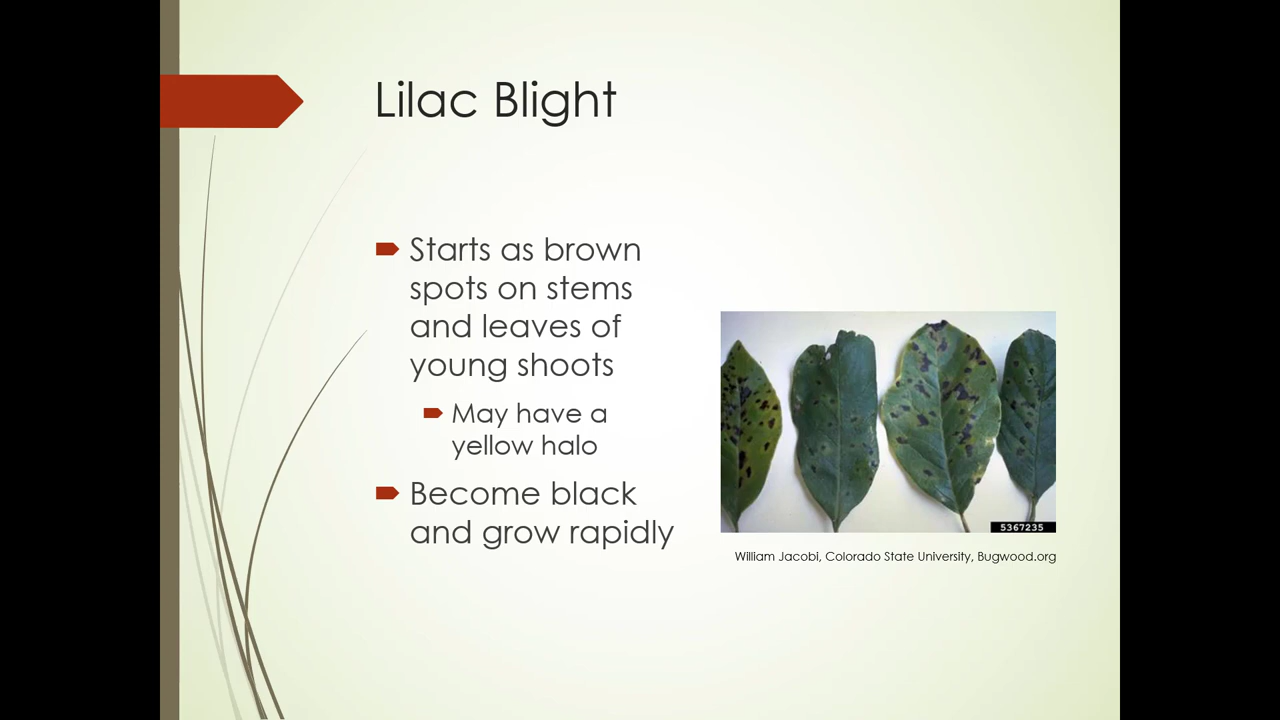 Lilac Blight
Starts as brown
spots on stems
and leaves of
young shoots
May have a
yellow halo
Become black
and grow rapidly
5367235
William Jacobi, Colorado State University, Bugwood.org